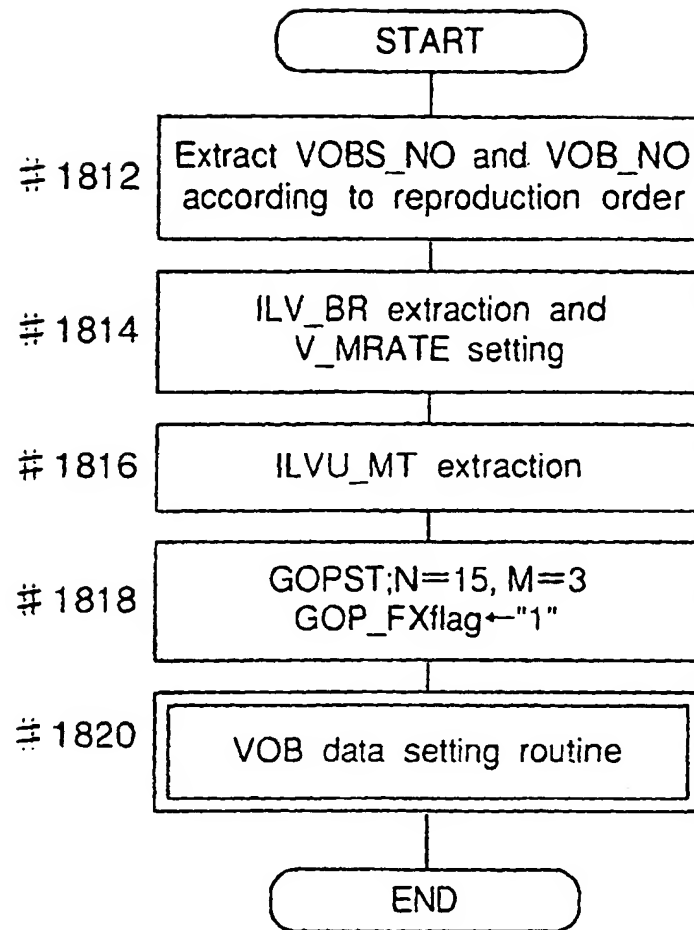 START
#1812
Extract VOBS_NO and VOB_NO
according to reproduction order
#1814
ILV_BR extraction and
V_MRATE setting
#1816
ILVU_MT extraction
#1818
GOPST;N=15, M=3
GOP_FXflag←"1"
#1820
VOB data setting routine
END